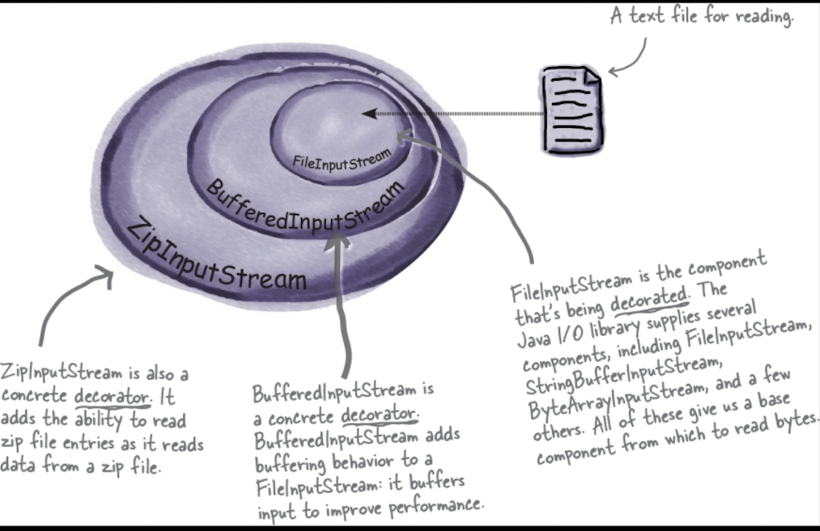 A text file for reading.
FileInputStream
BufferedInputStream
ZipInputStream
FileInputStream is the component
that's being decorated. The
Java I/O library supplies several
components, including FileInputStream,
StringBufferInputStream,
ByteArrayInputStream, and a few
others. All of these give us a base
component from which to read bytes.
ZipInputStream is also a
concrete decorator. It
adds the ability to read
zip file entries as it reads
data from a zip file.
BufferedInputStream is
a concrete decorator.
BufferedInputStream adds
buffering behavior to a
FileInputStream: it buffers
input to improve performance.